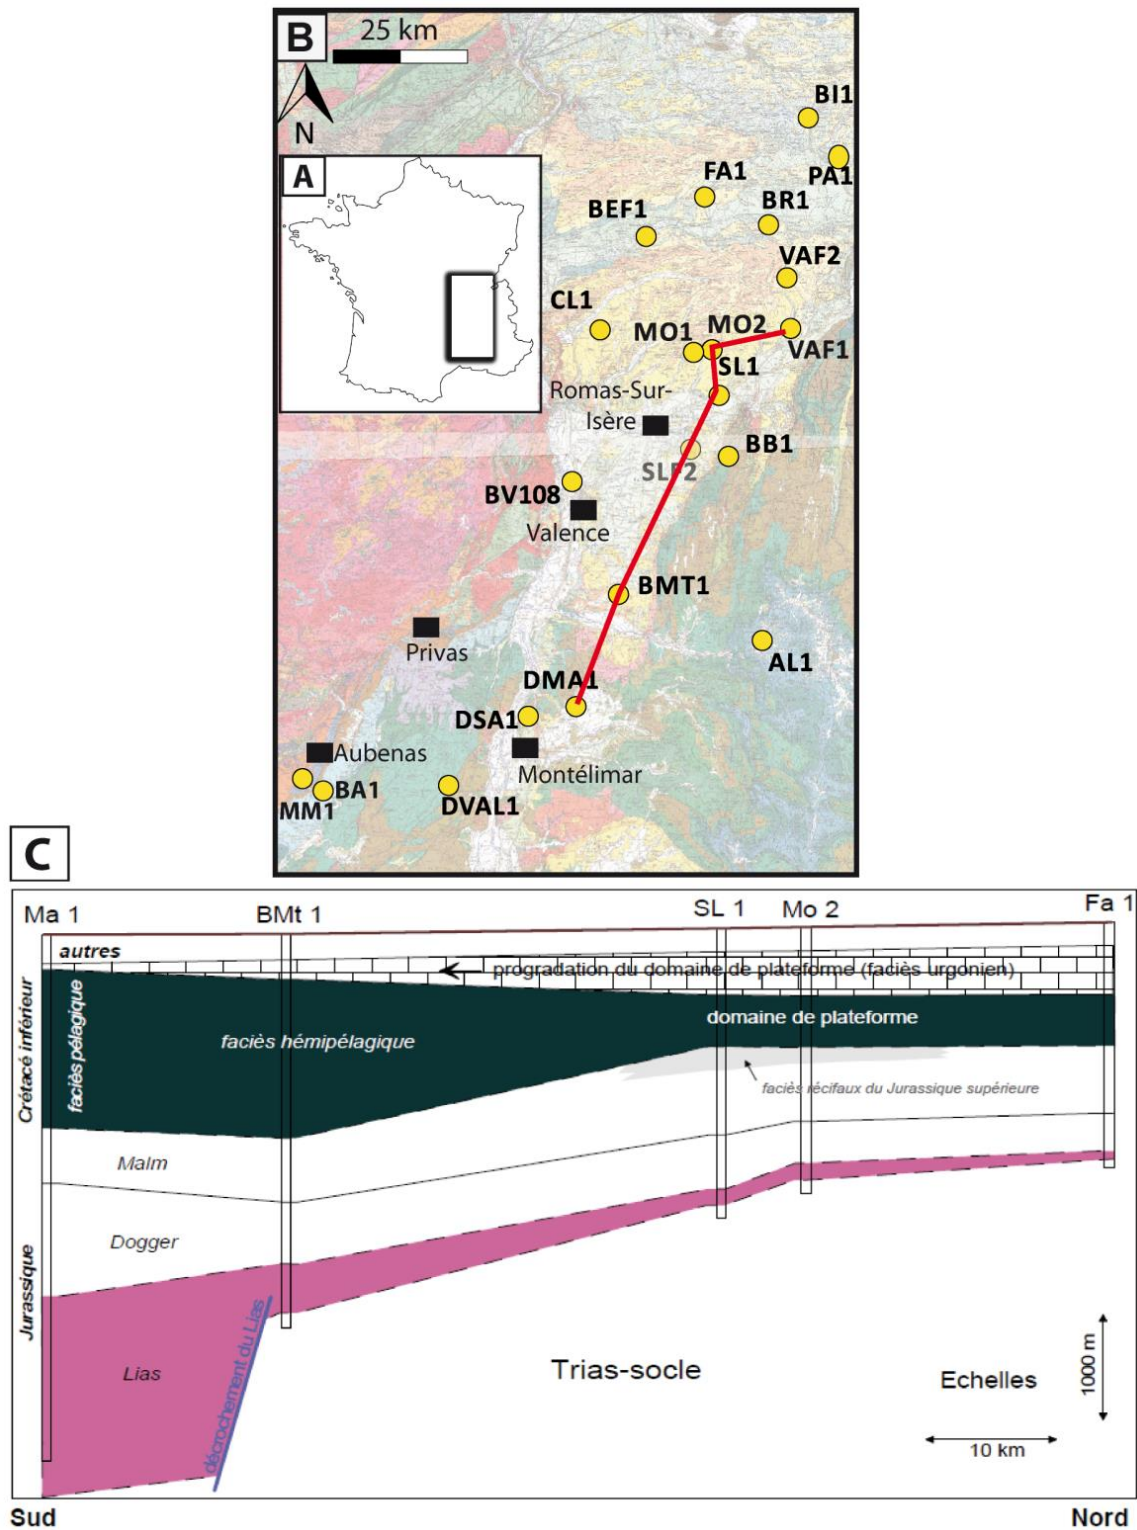 B
25 km
N
A
BI1
PA1
FA1
BR1
BEF1
VAF2
CL1
MO1
MO2
VAF1
SL1
Romas-Sur-
Isère
BB1
SLF2
BV108
Valence
BMT1
Privas
AL1
DMA1
DSA1
Aubenas
Montélimar
MM1
BA1
DVAL1
C
Ma 1
BMt 1
SL 1
Mo 2
Fa 1
autres
progradation du domaine de plateforme (faciès urgonien)
Crétacé inférieur
faciès pélagique
faciès hémipélagique
domaine de plateforme
faciès récifaux du Jurassique supérieure
Malm
Dogger
Jurassique
Lias
décrochement du Lias
Trias-socle
Echelles
1000 m
10 km
Sud
Nord